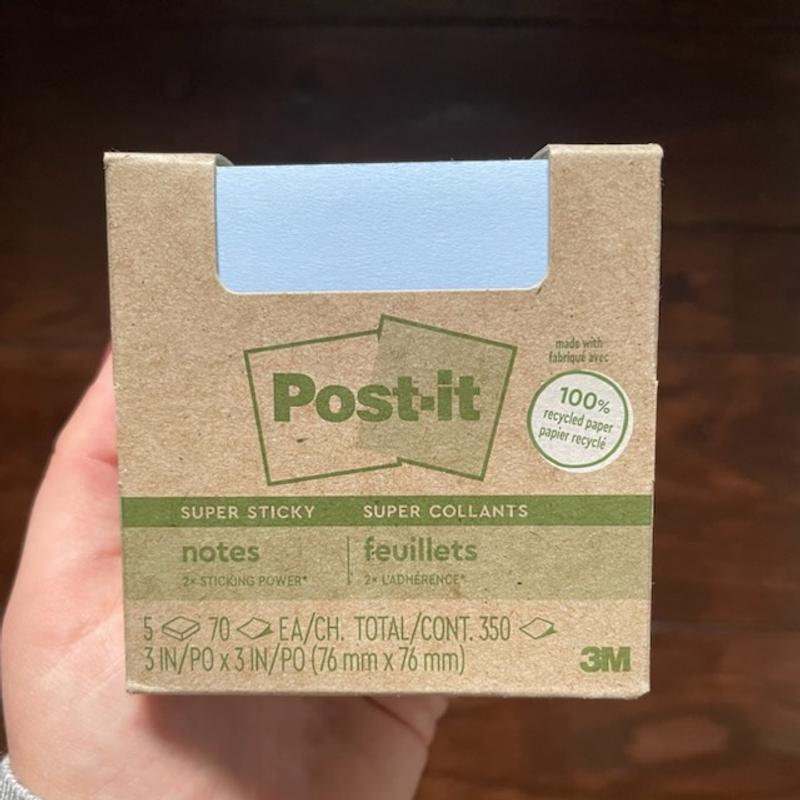 Post-it
made with
fabriqué avec
100%
recycled paper
papier recyclé
SUPER STICKY SUPER COLLANTS
notes feuillets
2x STICKING POWER* 2x L'ADHÉRENCE*
5 70 EA/CH. TOTAL/CONT. 350
3 IN/PO x 3 IN/PO (76 mm x 76 mm)
3M